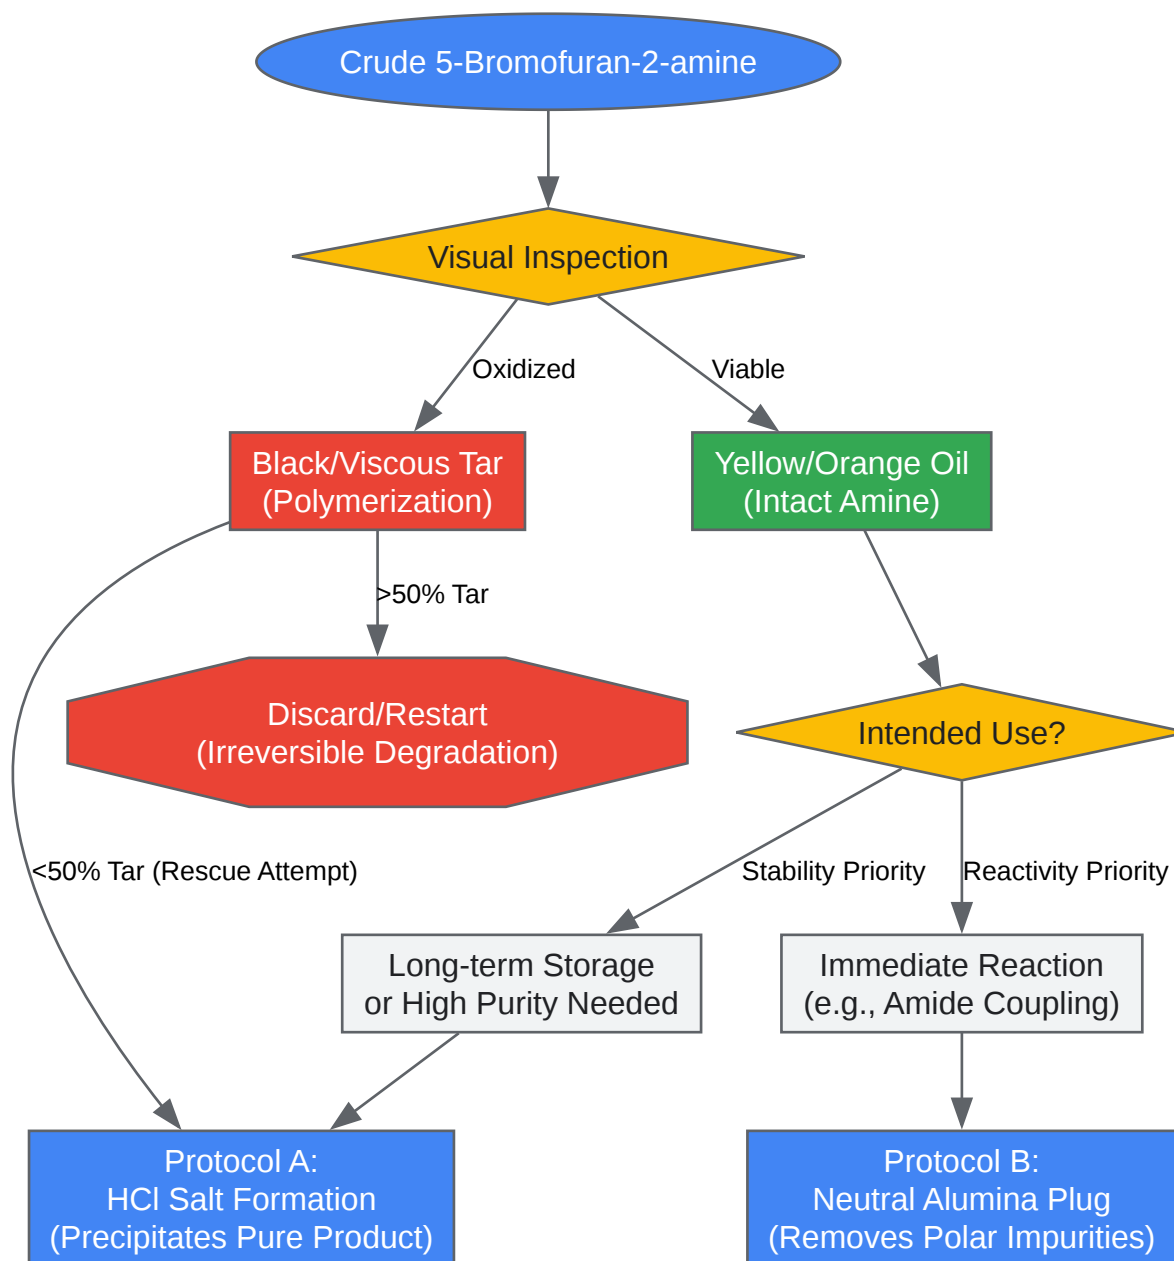 Crude 5-Bromofuran-2-amine
Visual Inspection
Oxidized
Viable
Black/Viscous Tar
(Polymerization)
Yellow/Orange Oil
(Intact Amine)
>50% Tar
Discard/Restart
(Irreversible Degradation)
Intended Use?
<50% Tar (Rescue Attempt)
Stability Priority
Reactivity Priority
Long-term Storage
or High Purity Needed
Immediate Reaction
(e.g., Amide Coupling)
Protocol A:
HCl Salt Formation
(Precipitates Pure Product)
Protocol B:
Neutral Alumina Plug
(Removes Polar Impurities)